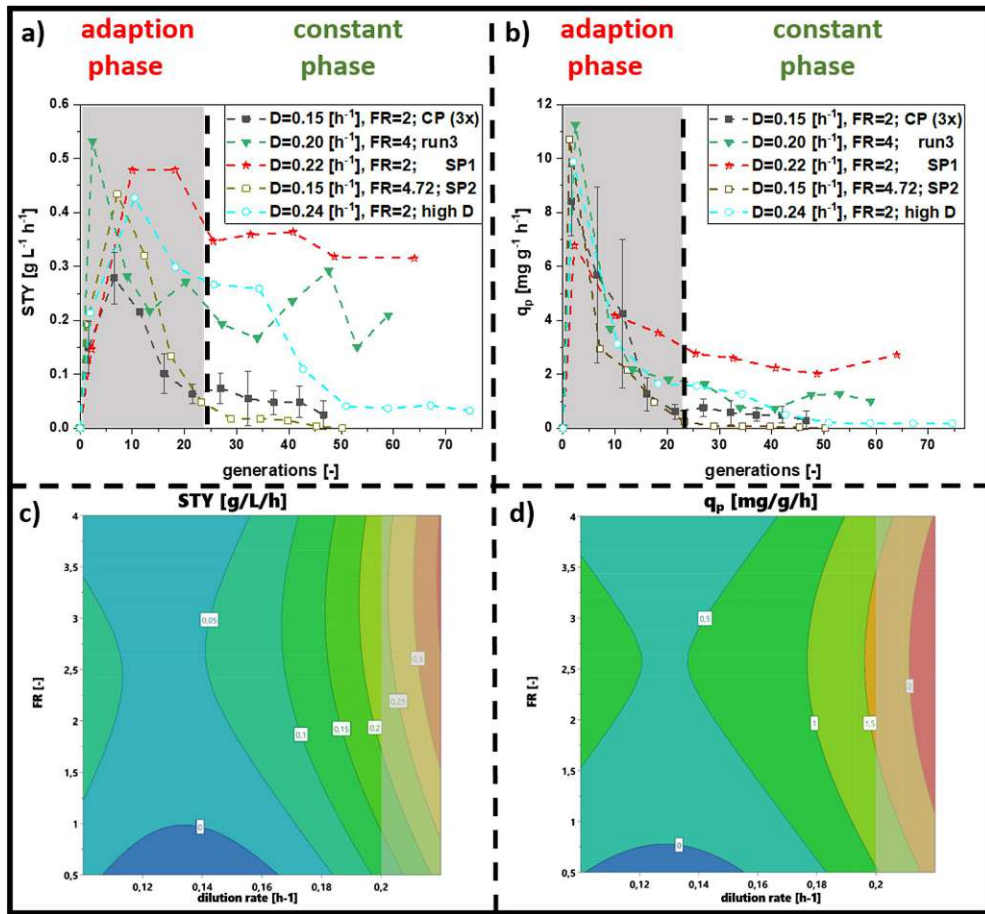 a)
adaption
phase
constant
phase
D=0.15 [h⁻¹], FR=2; CP (3x)
D=0.20 [h⁻¹], FR=4; run3
D=0.22 [h⁻¹], FR=2; SP1
D=0.15 [h⁻¹], FR=4.72; SP2
D=0.24 [h⁻¹], FR=2; high D
STY [g L⁻¹ h⁻¹]
0.6
0.5
0.4
0.3
0.2
0.1
0.0
0 10 20 30 40 50 60 70
generations [-]
b)
adaption
phase
constant
phase
D=0.15 [h⁻¹], FR=2; CP (3x)
D=0.20 [h⁻¹], FR=4; run3
D=0.22 [h⁻¹], FR=2; SP1
D=0.15 [h⁻¹], FR=4.72; SP2
D=0.24 [h⁻¹], FR=2; high D
qₚ [mg g⁻¹ h⁻¹]
12
10
8
6
4
2
0
0 10 20 30 40 50 60 70
generations [-]
c)
STY [g/L/h]
FR [-]
4
3,5
3
2,5
2
1,5
1
0,5
0,05
0,3
0,25
0,2
0,15
0,1
0
0,12 0,14 0,16 0,18 0,2
dilution rate [h-1]
d)
qₚ [mg/g/h]
FR [-]
4
3,5
3
2,5
2
1,5
1
0,5
0,5
2
1,5
1
0
0,12 0,14 0,16 0,18 0,2
dilution rate [h-1]